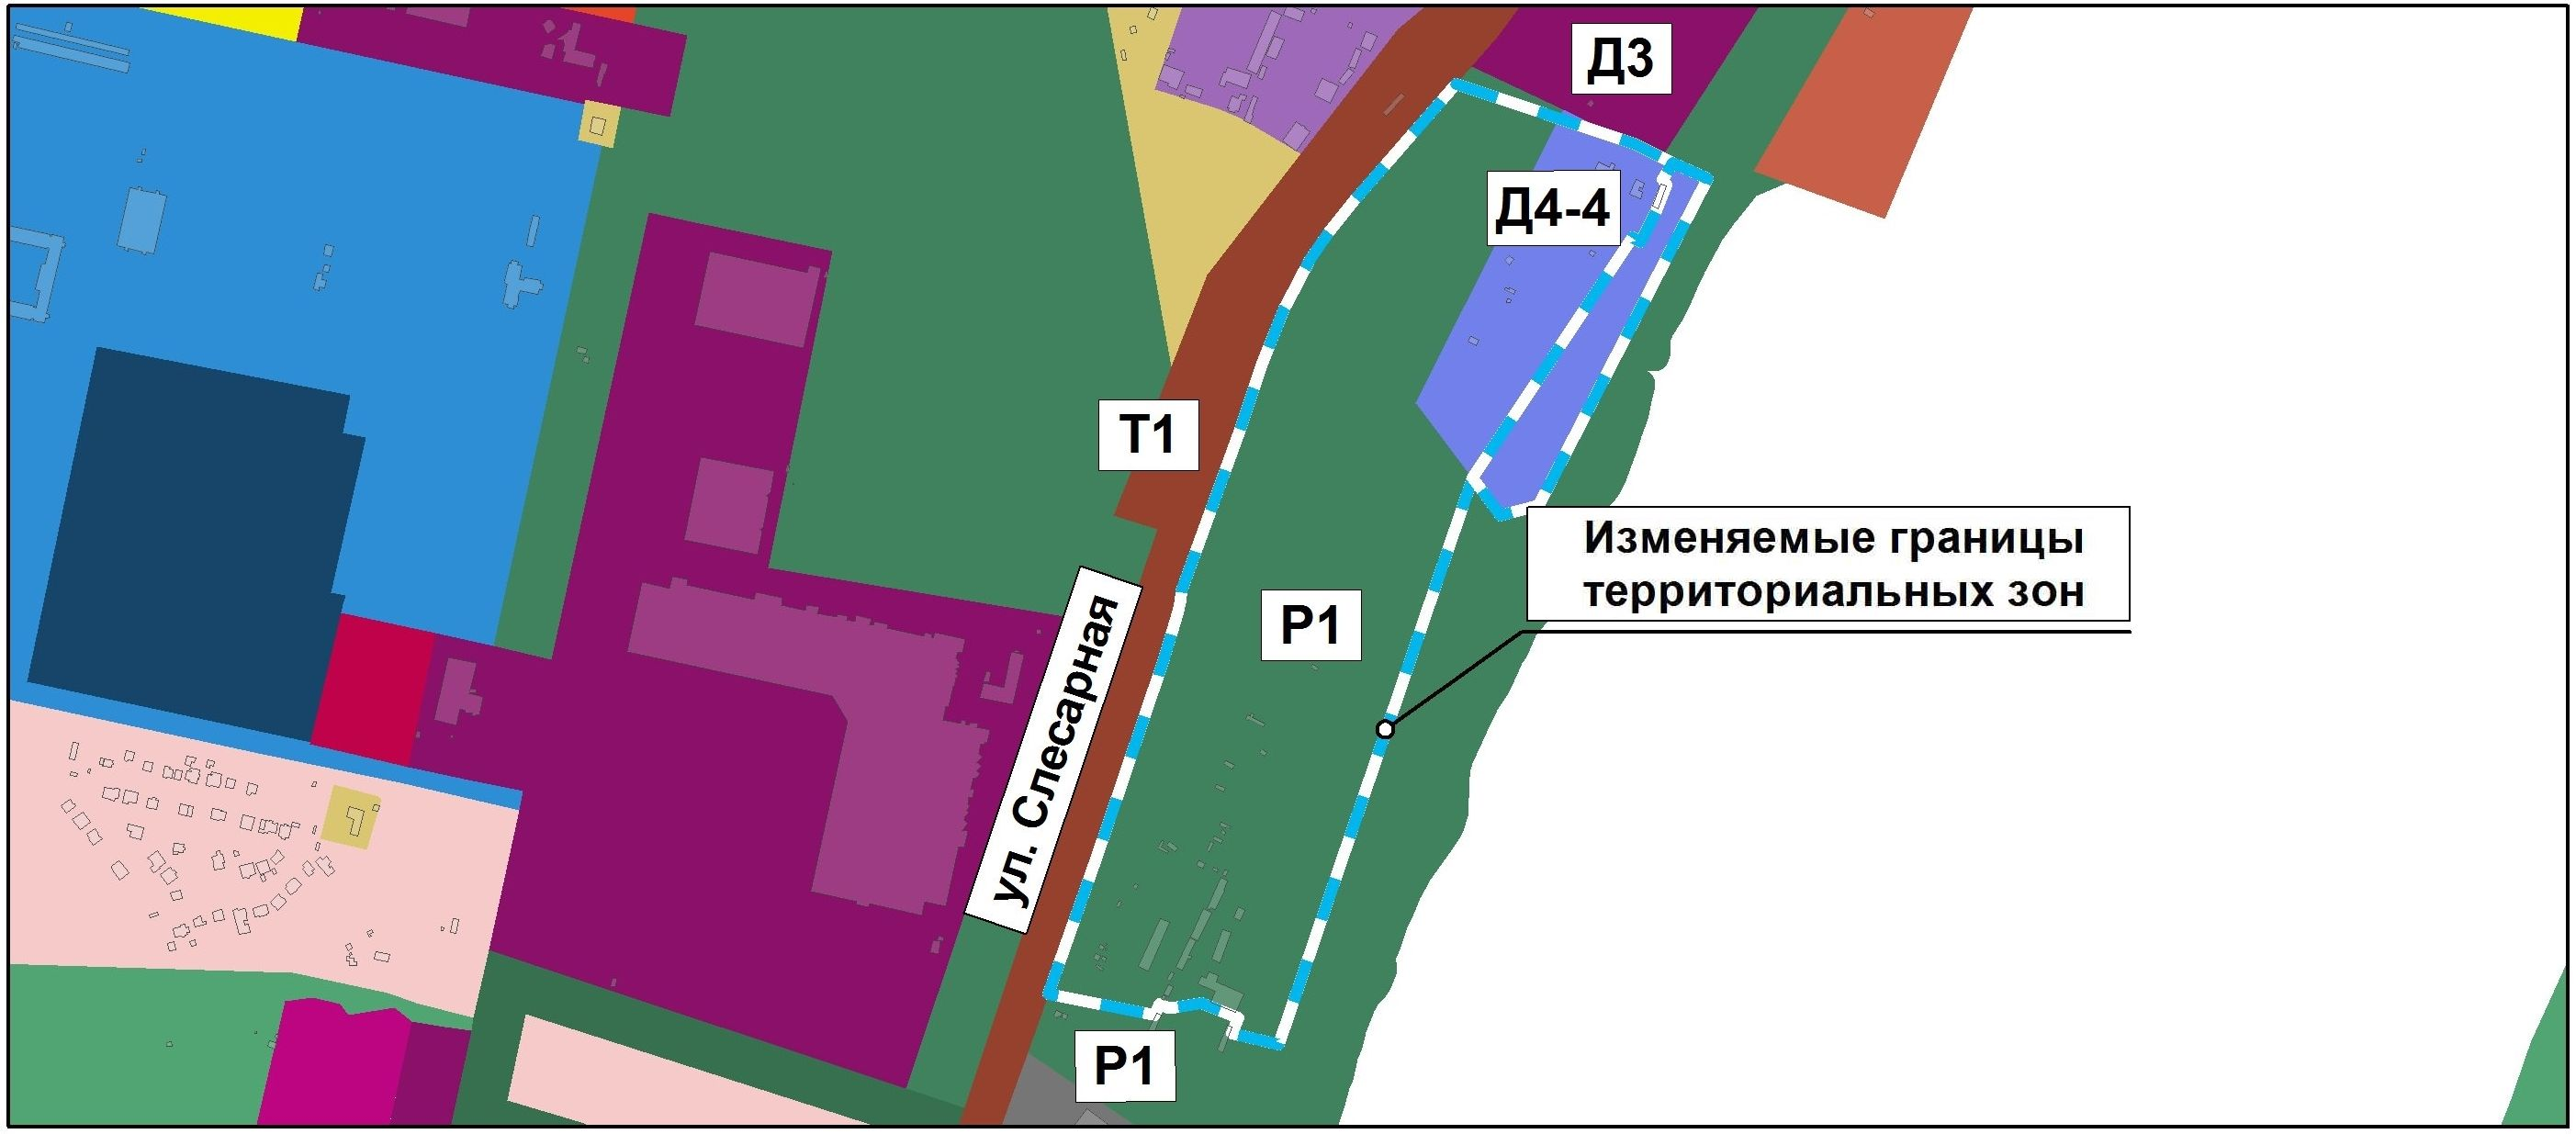 Д3
Д4-4
Т1
Изменяемые границы
территориальных зон
Р1
ул. Слесарная
Р1